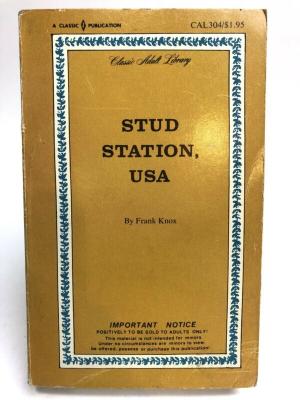 A CLASSIC PUBLICATION
CAL304/$1.95
Classic Adult Library
STUD
STATION,
USA
By Frank Knox
IMPORTANT NOTICE
POSITIVELY TO BE SOLD TO ADULTS ONLY!
This material is not intended for minors
Under no circumstances are minors to view,
be offered, possess or purchase this publication!